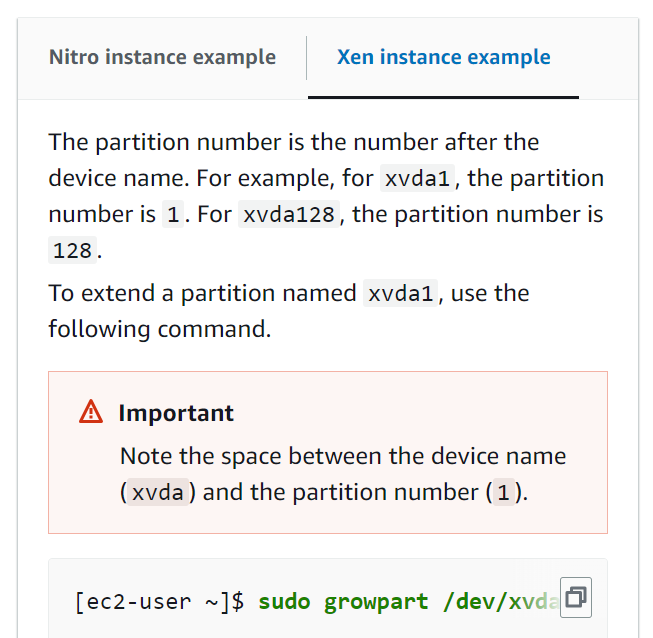 Nitro instance example
Xen instance example
The partition number is the number after the
device name. For example, for xvda1, the partition
number is 1. For xvda128, the partition number is
128.
To extend a partition named xvda1, use the
following command.
Important
Note the space between the device name
(xvda) and the partition number (1).
[ec2-user ~]$ sudo growpart /dev/xvda